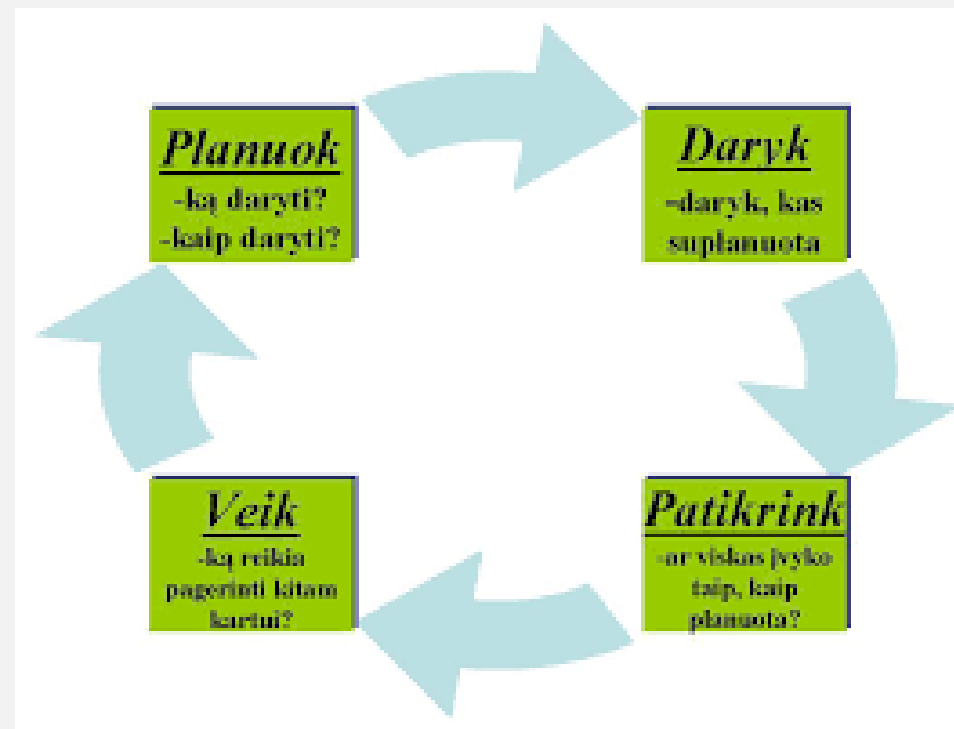 Planuok
-ką daryti?
-kaip daryti?
Daryk
-daryk, kas
suplanuota
Patikrink
-ar viskas įvyko
taip, kaip
planuota?
Veik
-ką reikia
pagerinti kitam
kartui?